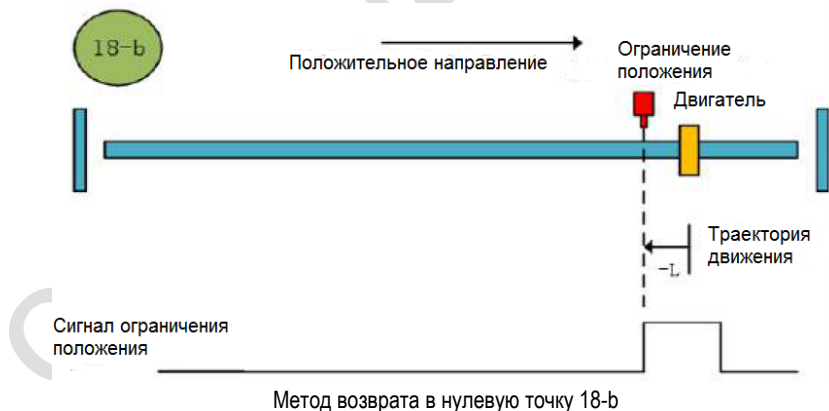 18-b
Положительное направление
Ограничение
положения
Двигатель
Траектория
движения
-L
Сигнал ограничения
положения
Метод возврата в нулевую точку 18-b